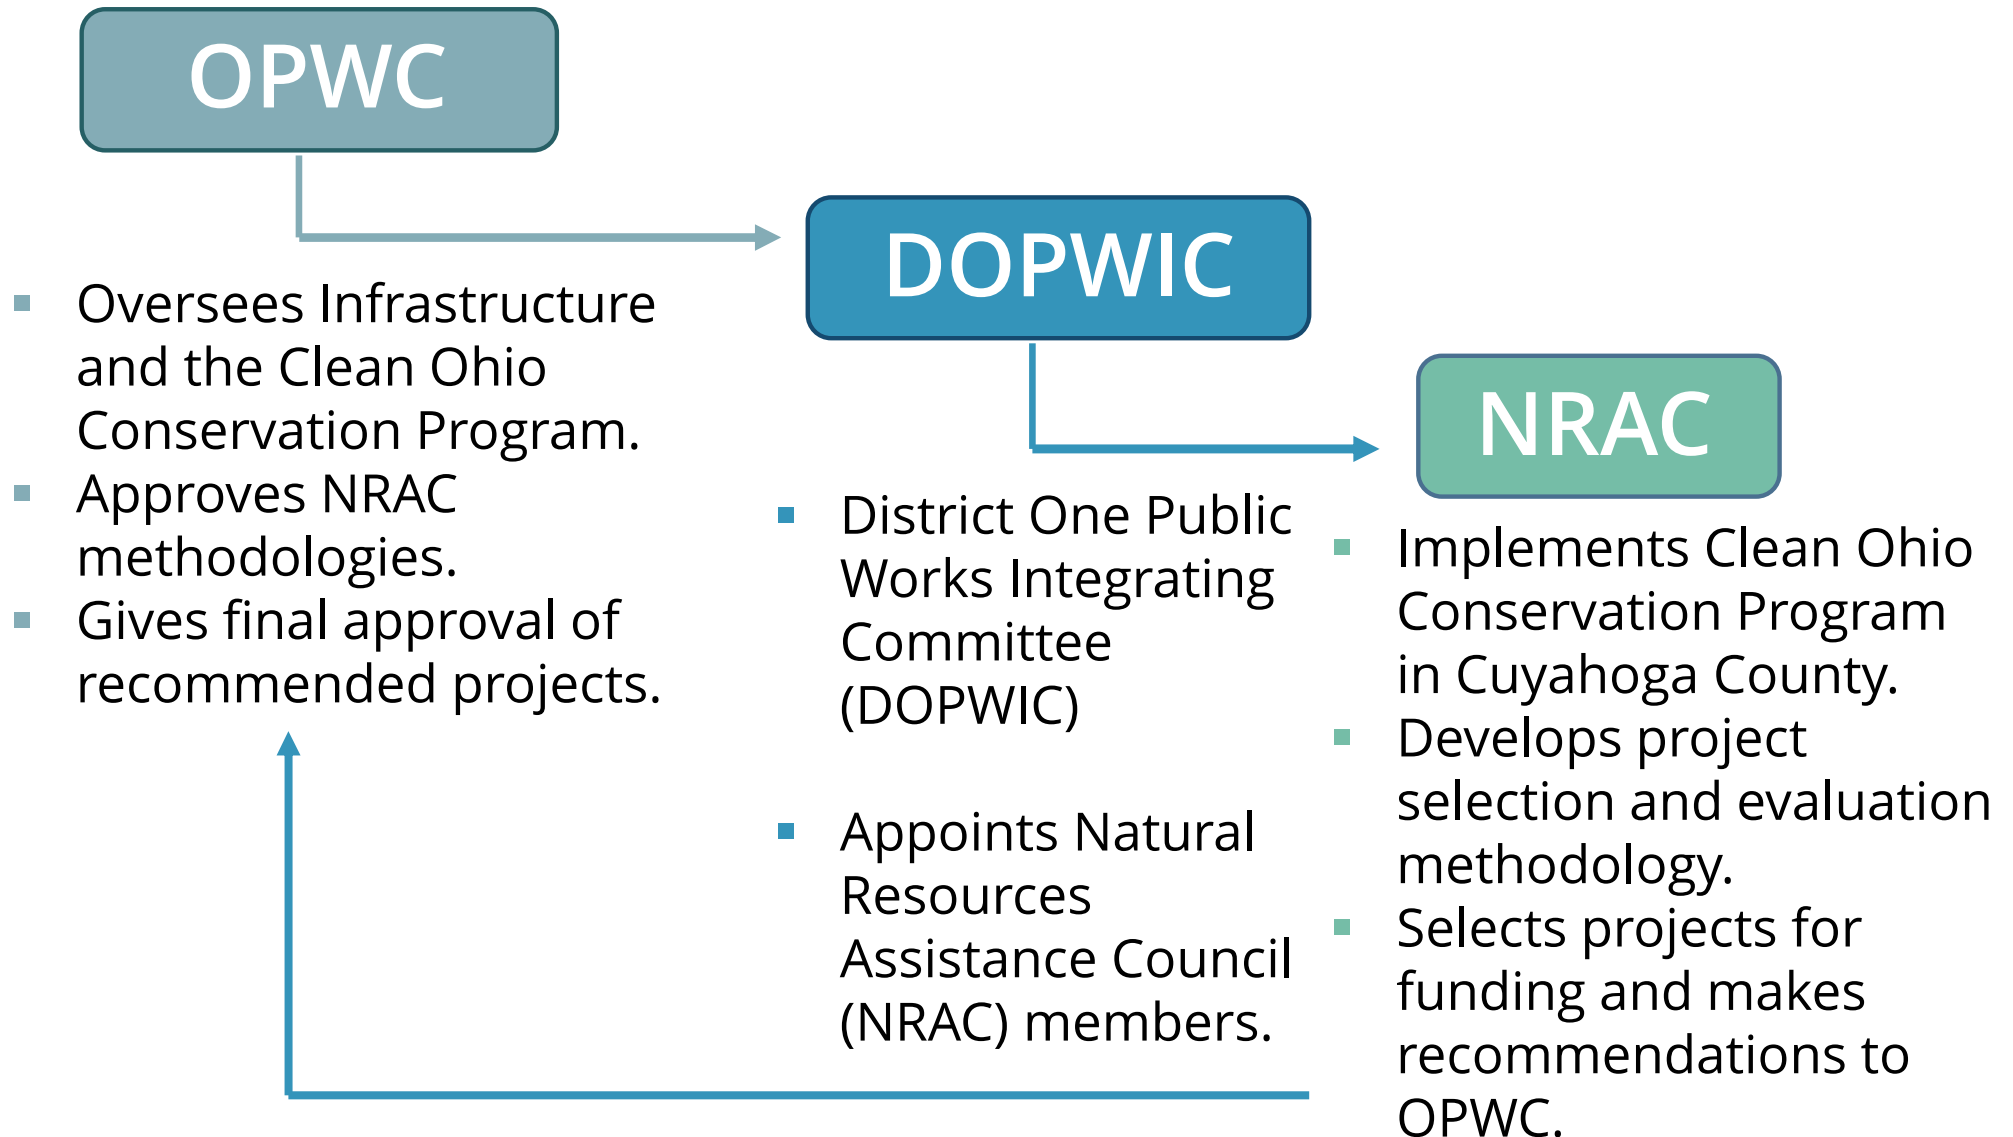 OPWC
Oversees Infrastructure
and the Clean Ohio
Conservation Program.
Approves NRAC
methodologies.
Gives final approval of
recommended projects.
DOPWIC
District One Public
Works Integrating
Committee
(DOPWIC)
Appoints Natural
Resources
Assistance Council
(NRAC) members.
NRAC
Implements Clean Ohio
Conservation Program
in Cuyahoga County.
Develops project
selection and evaluation
methodology.
Selects projects for
funding and makes
recommendations to
OPWC.